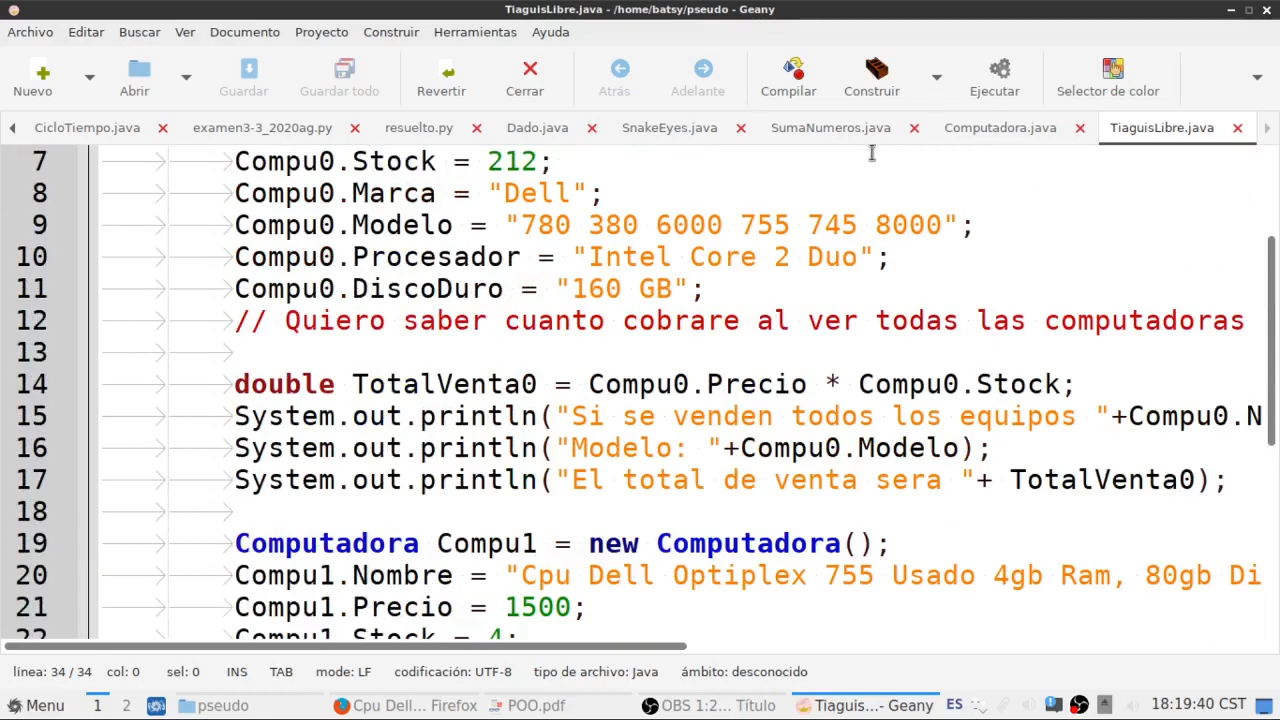 TiaguisLibre.java - /home/batsy/pseudo - Geany
Archivo Editar Buscar Ver Documento Proyecto Construir Herramientas Ayuda
Nuevo Abrir Guardar Guardar todo Revertir Cerrar Atrás Adelante Compilar Construir Ejecutar Selector de color
CicloTiempo.java examen3-3_2020ag.py resuelto.py Dado.java SnakeEyes.java SumaNumeros.java Computadora.java TiaguisLibre.java
7 Compu0.Stock = 212;
8 Compu0.Marca = "Dell";
9 Compu0.Modelo = "780 380 6000 755 745 8000";
10 Compu0.Procesador = "Intel Core 2 Duo";
11 Compu0.DiscoDuro = "160 GB";
12 // Quiero saber cuanto cobrare al ver todas las computadoras
13
14 double TotalVenta0 = Compu0.Precio * Compu0.Stock;
15 System.out.println("Si se venden todos los equipos "+Compu0.N
16 System.out.println("Modelo: "+Compu0.Modelo);
17 System.out.println("El total de venta sera "+ TotalVenta0);
18
19 Computadora Compu1 = new Computadora();
20 Compu1.Nombre = "Cpu Dell Optiplex 755 Usado 4gb Ram, 80gb Di
21 Compu1.Precio = 1500;
22 Compu1.Stock = 4;
línea: 34 / 34 col: 0 sel: 0 INS TAB mode: LF codificación: UTF-8 tipo de archivo: Java ámbito: desconocido
Menu 1 2 pseudo Cpu Dell... Firefox POO.pdf OBS 1:2... Título Tiaguis...- Geany ES 18:19:40 CST